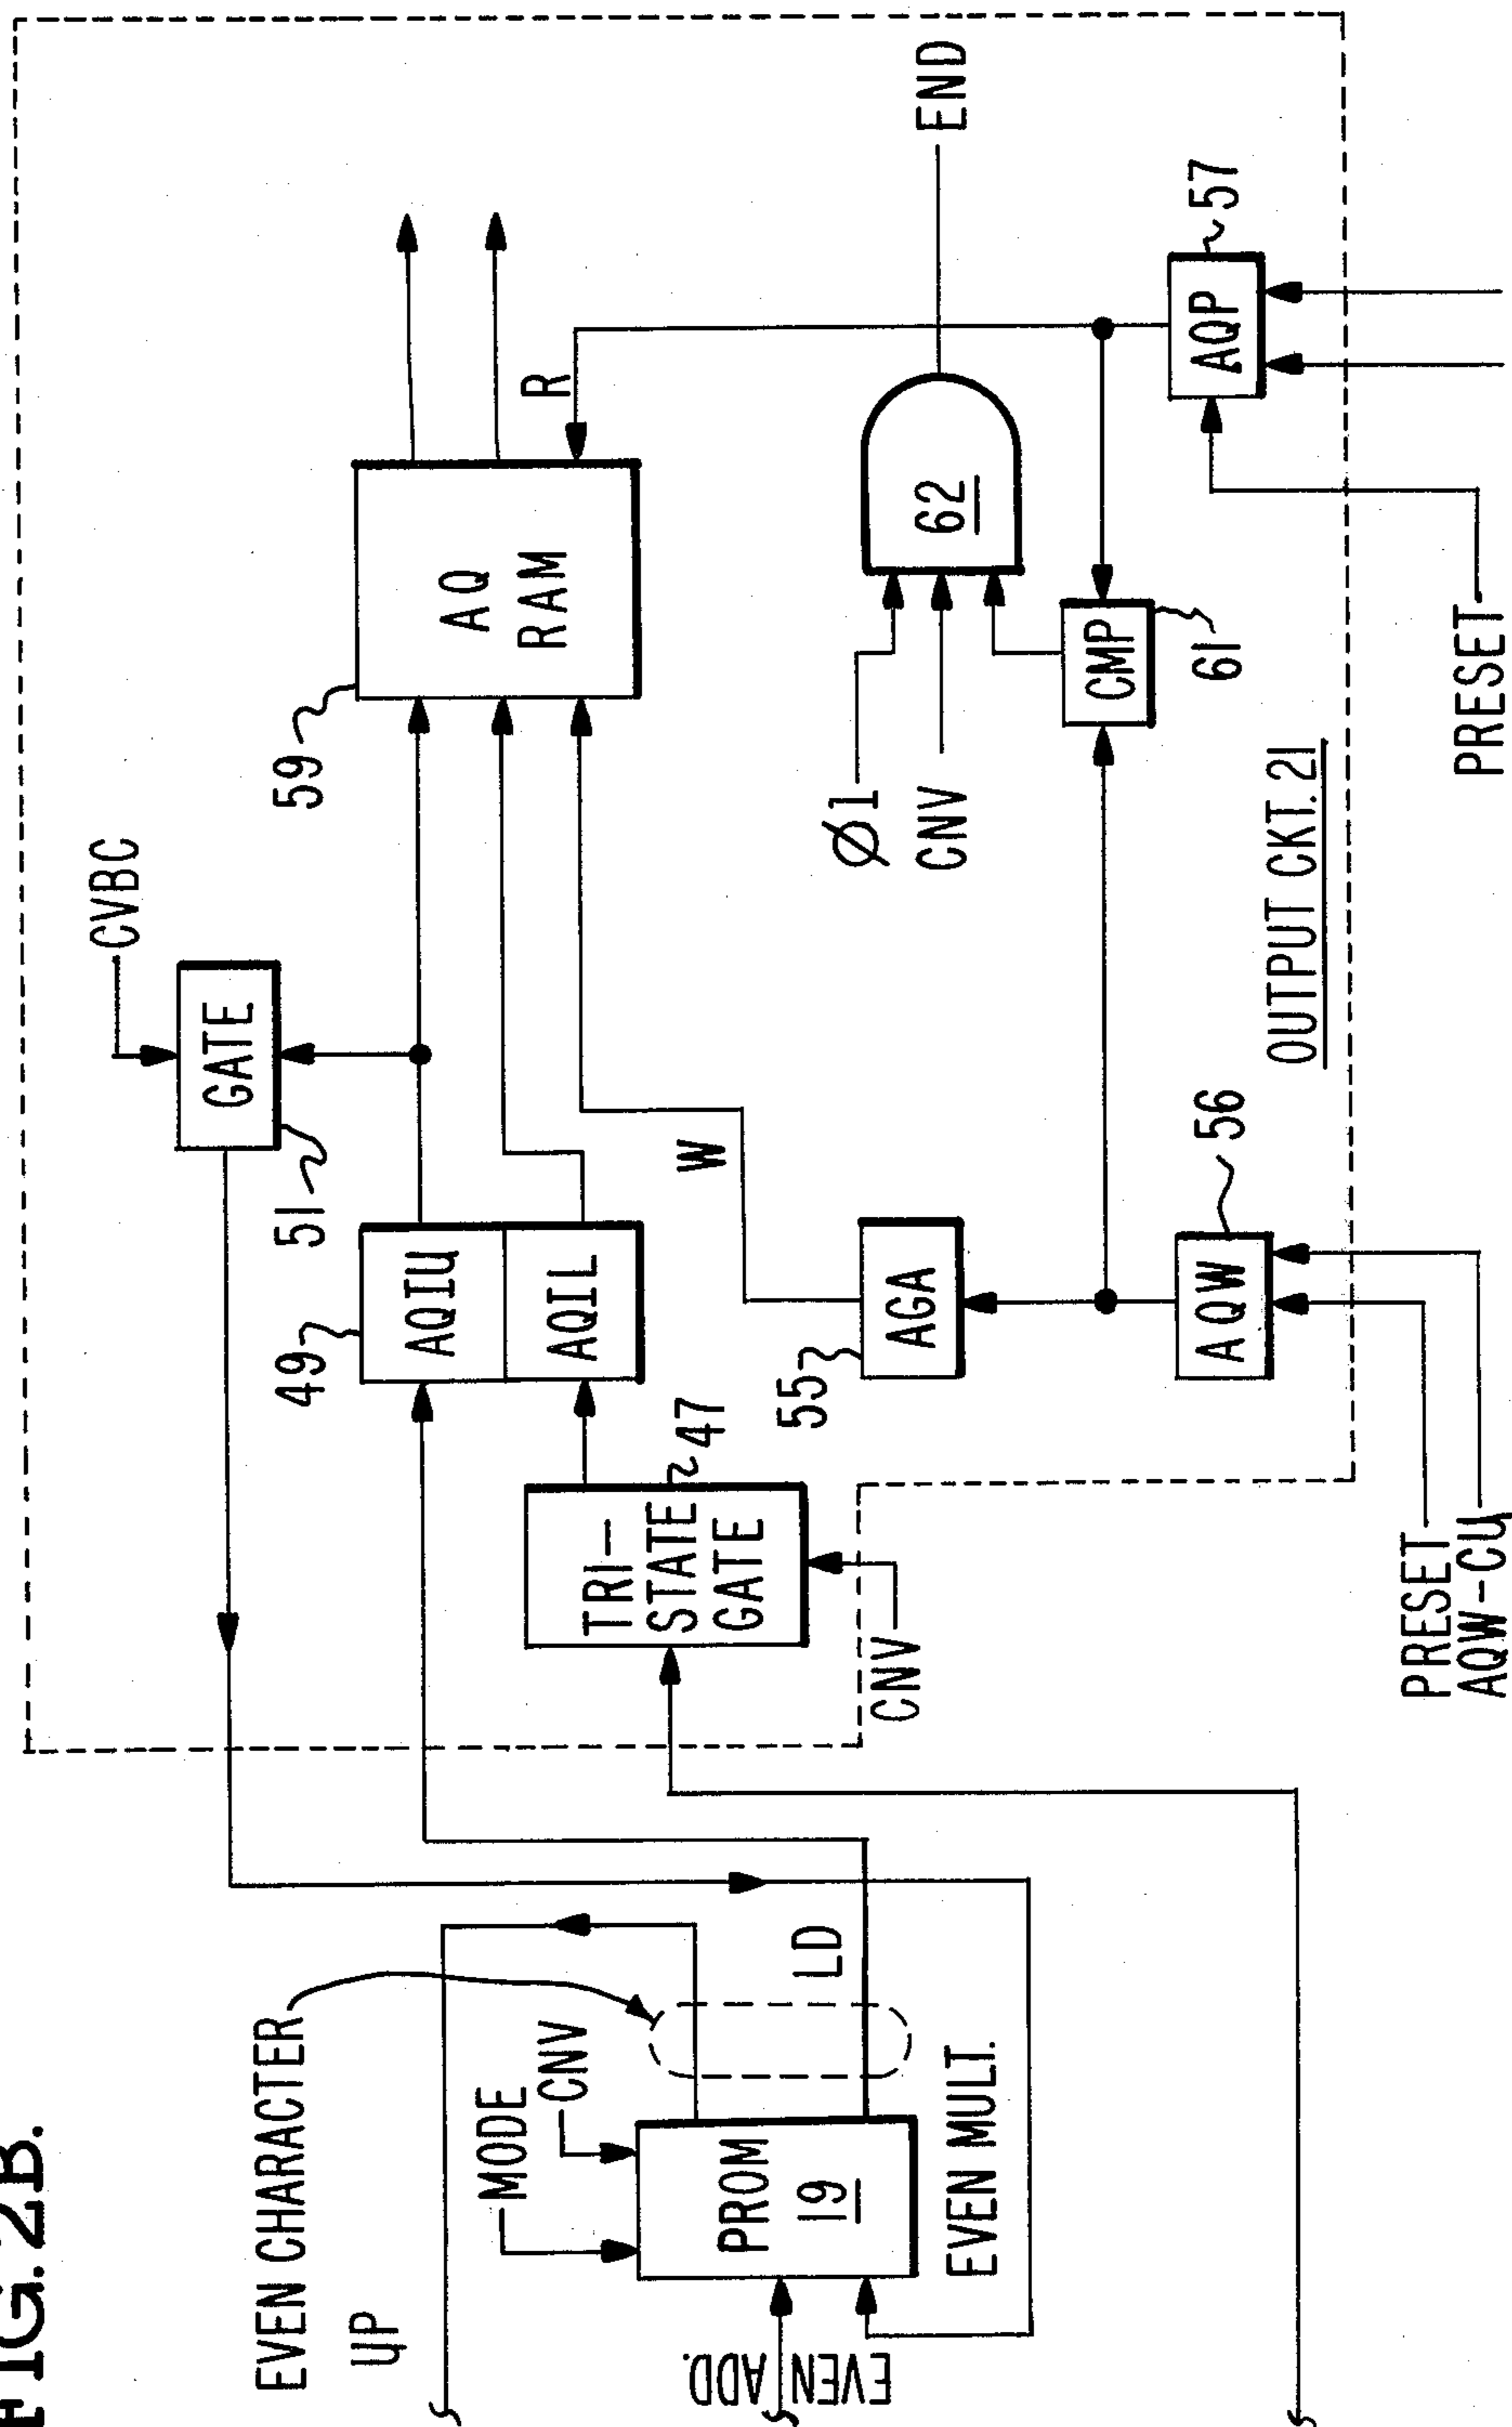 FIG. 2B.
EVEN CHARACTER
UP
MODE
CNV
PROM
19
EVEN ADD.
EVEN MULT.
LD
CVBC
GATE
51
49
AQIU
AQIL
TRI-
STATE
GATE
47
CNV
59
AQ
RAM
R
W
55
AGA
56
AQW
PRESET
AQW-CU
Ø1
CNV
62
END
CMP
61
AQP
57
PRESET
OUTPUT CKT. 21